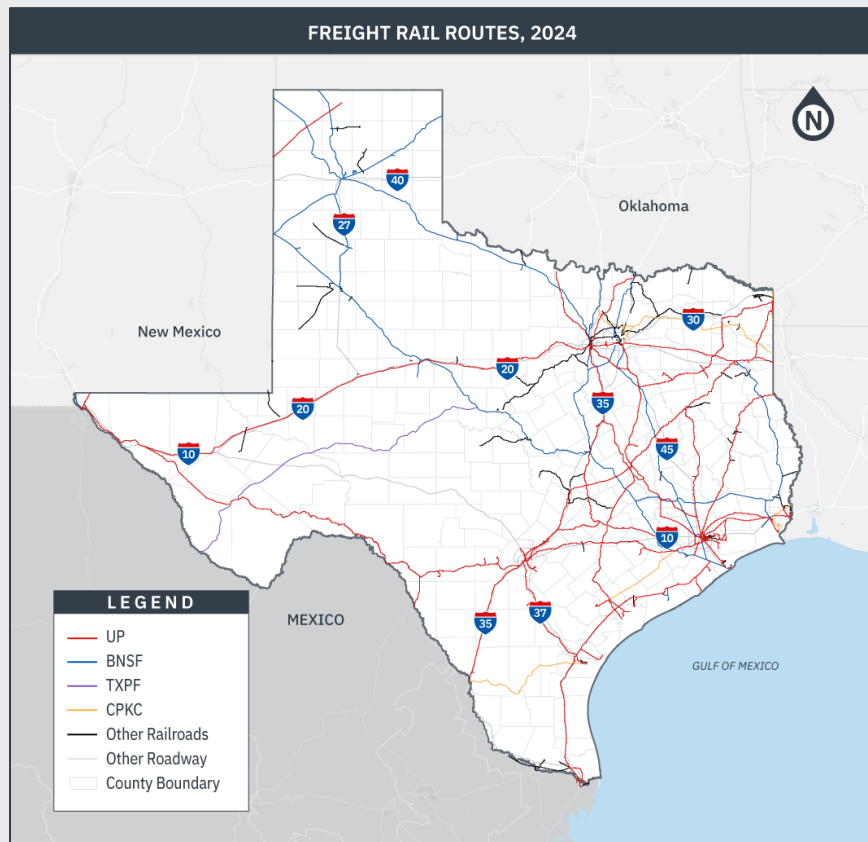 FREIGHT RAIL ROUTES, 2024
N
40
Oklahoma
27
30
New Mexico
20
20
35
10
45
10
MEXICO
35
37
GULF OF MEXICO
LEGEND
UP
BNSF
TXPF
CPKC
Other Railroads
Other Roadway
County Boundary